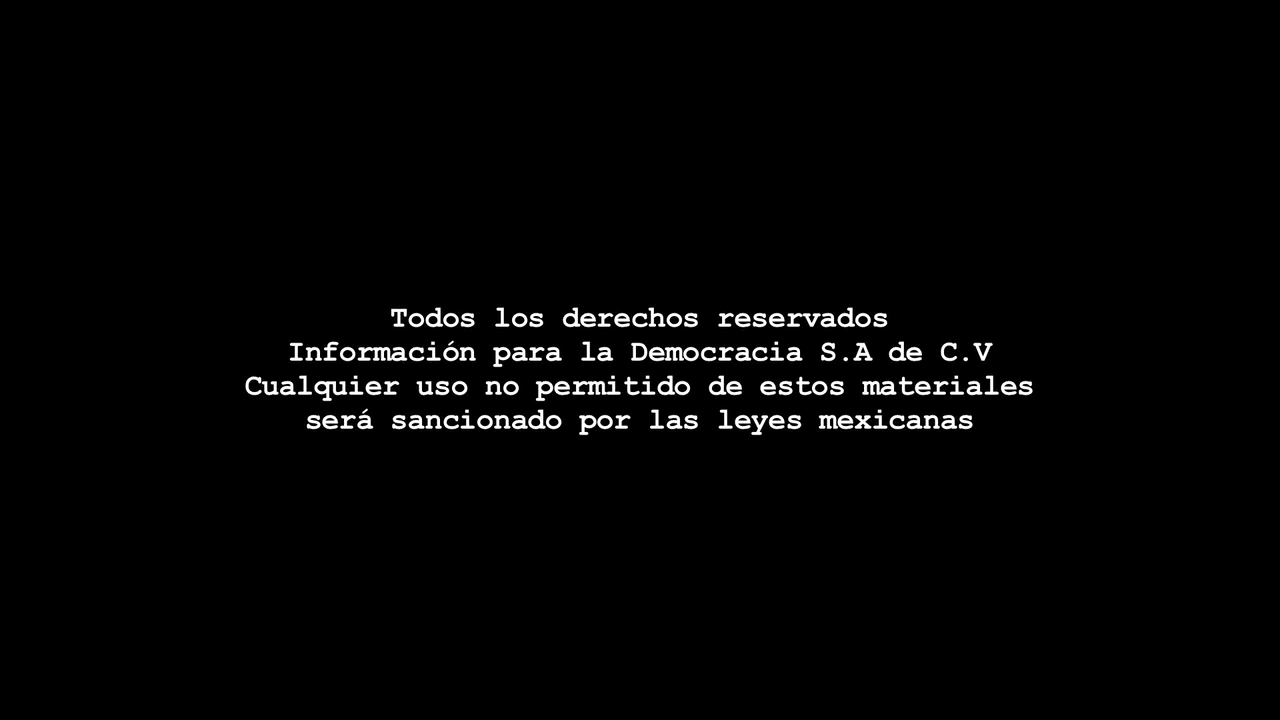 Todos los derechos reservados
Información para la Democracia S.A de C.V
Cualquier uso no permitido de estos materiales
será sancionado por las leyes mexicanas